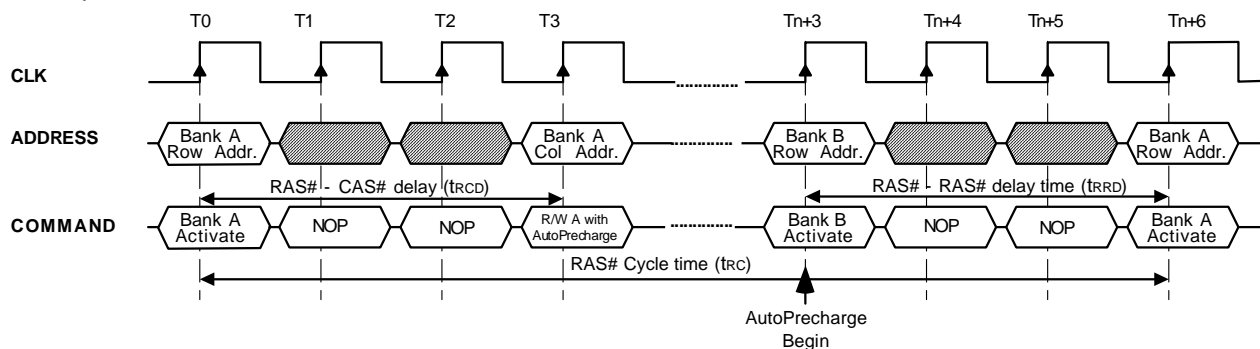 T0 T1 T2 T3 Tn+3 Tn+4 Tn+5 Tn+6
CLK
ADDRESS
Bank A
Row Addr.
Bank A
Col Addr.
Bank B
Row Addr.
Bank A
Row Addr.
RAS# - CAS# delay (tRCD)
RAS# - RAS# delay time (tRRD)
COMMAND
Bank A
Activate
NOP
NOP
R/W A with
AutoPrecharge
Bank B
Activate
NOP
NOP
Bank A
Activate
RAS# Cycle time (tRC)
AutoPrecharge
Begin